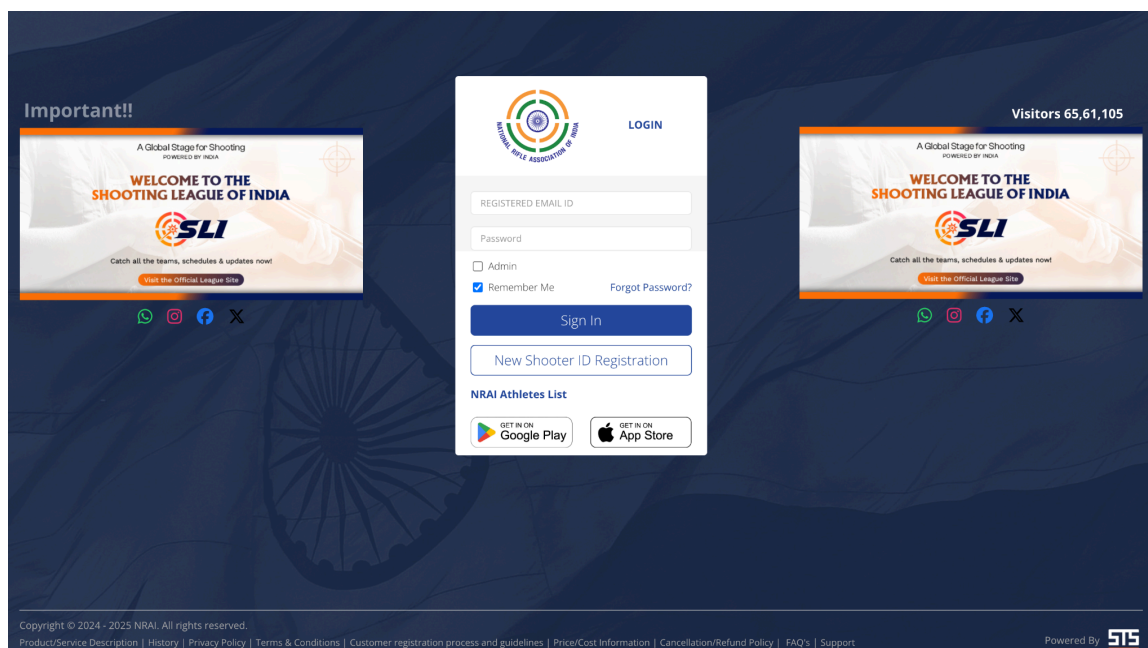 Important!!
A Global Stage for Shooting
POWERED BY INDIA
WELCOME TO THE
SHOOTING LEAGUE OF INDIA
SLI
Catch all the teams, schedules & updates now!
Visit the Official League Site
NATIONAL RIFLE ASSOCIATION OF INDIA
LOGIN
REGISTERED EMAIL ID
Password
Admin
Remember Me
Forgot Password?
Sign In
New Shooter ID Registration
NRAI Athletes List
GET IN ON
Google Play
GET IN ON
App Store
Visitors 65,61,105
A Global Stage for Shooting
POWERED BY INDIA
WELCOME TO THE
SHOOTING LEAGUE OF INDIA
SLI
Catch all the teams, schedules & updates now!
Visit the Official League Site
Copyright © 2024 - 2025 NRAI. All rights reserved.
Product/Service Description | History | Privacy Policy | Terms & Conditions | Customer registration process and guidelines | Price/Cost Information | Cancellation/Refund Policy | FAQ's | Support
Powered By STS